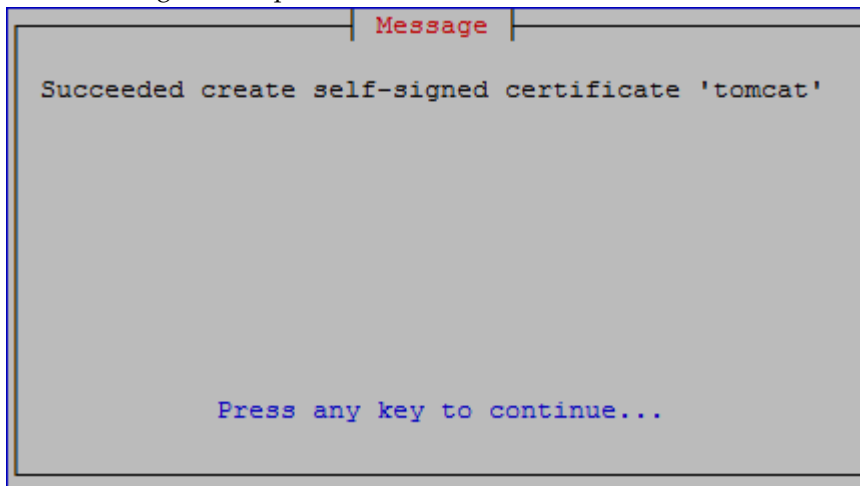 Message
Succeeded create self-signed certificate 'tomcat'
Press any key to continue...